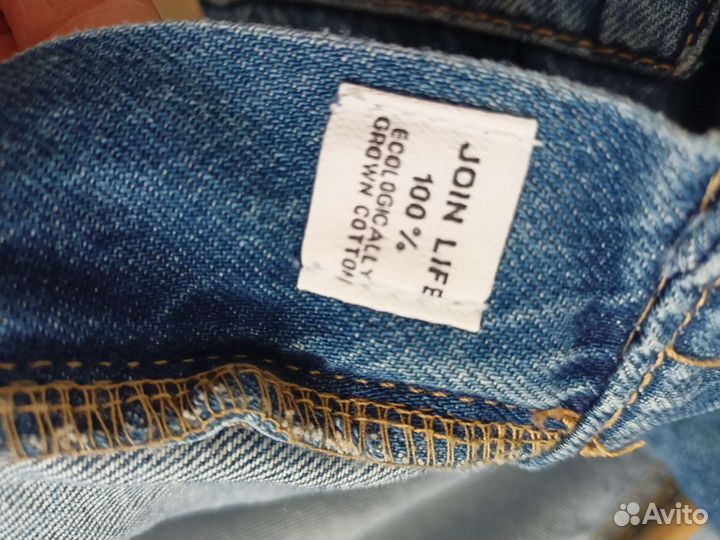 JOIN LIFE
100%
ECOLOGICALLY
GROWN COTTON
Avito